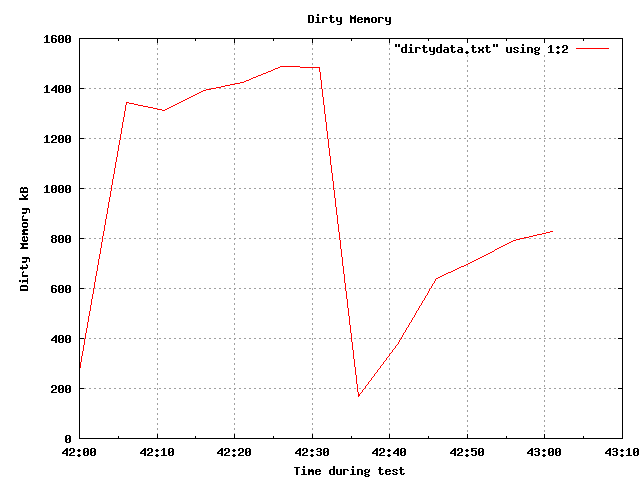 Dirty Memory
"dirtydata.txt" using 1:2
1600
1400
1200
1000
800
600
400
200
0
Dirty Memory kB
42:00 42:10 42:20 42:30 42:40 42:50 43:00 43:10
Time during test